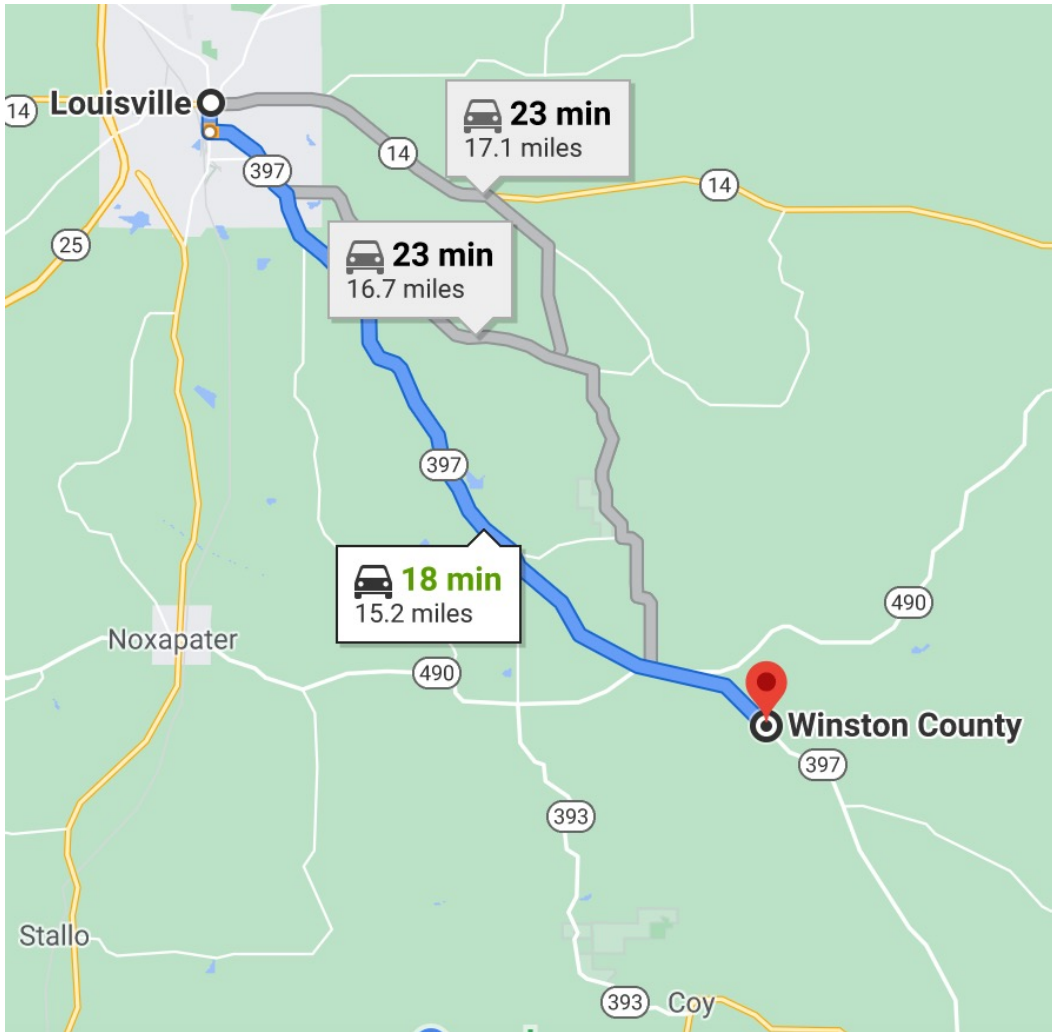 14
Louisville
23 min
17.1 miles
14
397
14
25
23 min
16.7 miles
397
18 min
15.2 miles
490
Noxapater
490
Winston County
397
393
Stallo
393
Coy